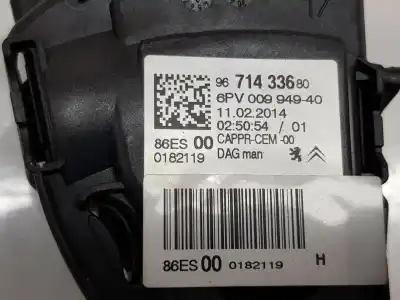 96 714 336 80
6PV 009 949-40
11.02.2014
02:50:54 / 01
86ES 00 CAPPR-CEM -00
0182119 DAG man
86ES 00 0182119 H